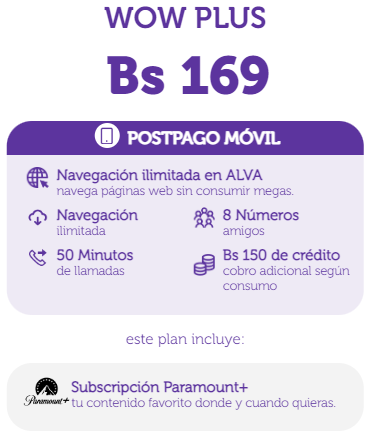 WOW PLUS
Bs 169
POSTPAGO MÓVIL
Navegación ilimitada en ALVA
navega páginas web sin consumir megas.
Navegación
ilimitada
8 Números
amigos
50 Minutos
de llamadas
Bs 150 de crédito
cobro adicional según
consumo
este plan incluye:
Paramount+
Subscripción Paramount+
tu contenido favorito donde y cuando quieras.